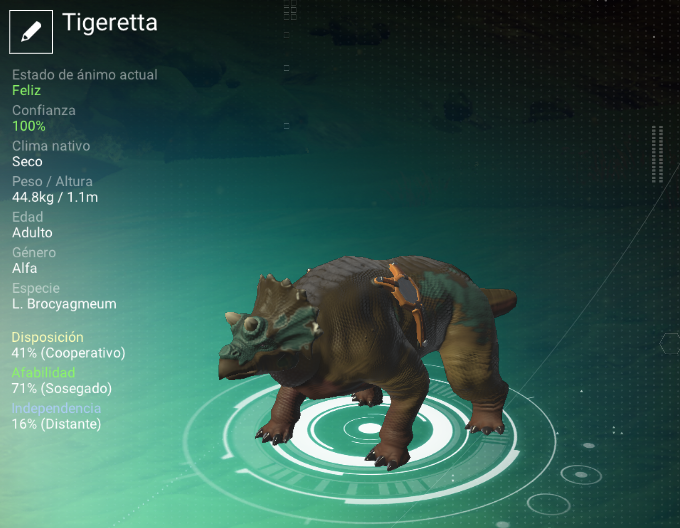 Tigeretta
Estado de ánimo actual
Feliz
Confianza
100%
Clima nativo
Seco
Peso / Altura
44.8kg / 1.1m
Edad
Adulto
Género
Alfa
Especie
L. Brocyagmeum
Disposición
41% (Cooperativo)
Afabilidad
71% (Sosegado)
Independencia
16% (Distante)